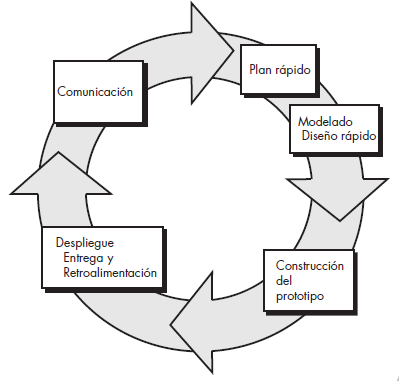 Comunicación
Plan rápido
Modelado
Diseño rápido
Construcción
del
prototipo
Despliegue
Entrega y
Retroalimentación